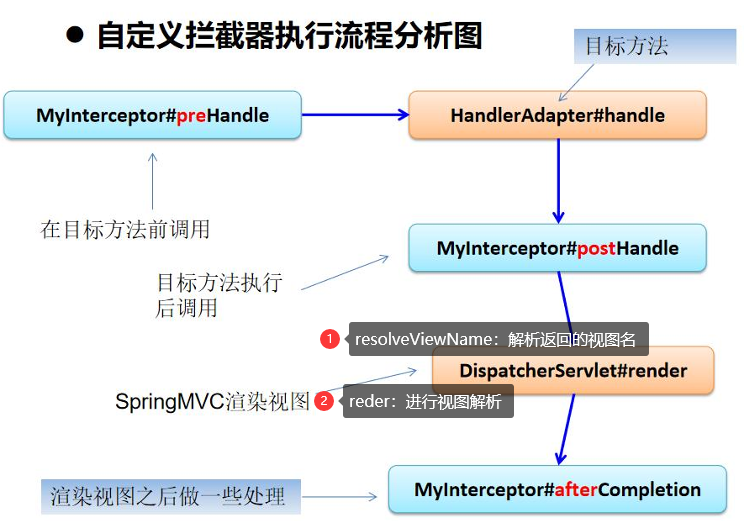 ● 自定义拦截器执行流程分析图
目标方法
MyInterceptor#preHandle
HandlerAdapter#handle
在目标方法前调用
MyInterceptor#postHandle
目标方法执行
后调用
1 resolveViewName：解析返回的视图名
DispatcherServlet#render
SpringMVC渲染视图
2 reder：进行视图解析
渲染视图之后做一些处理
MyInterceptor#afterCompletion